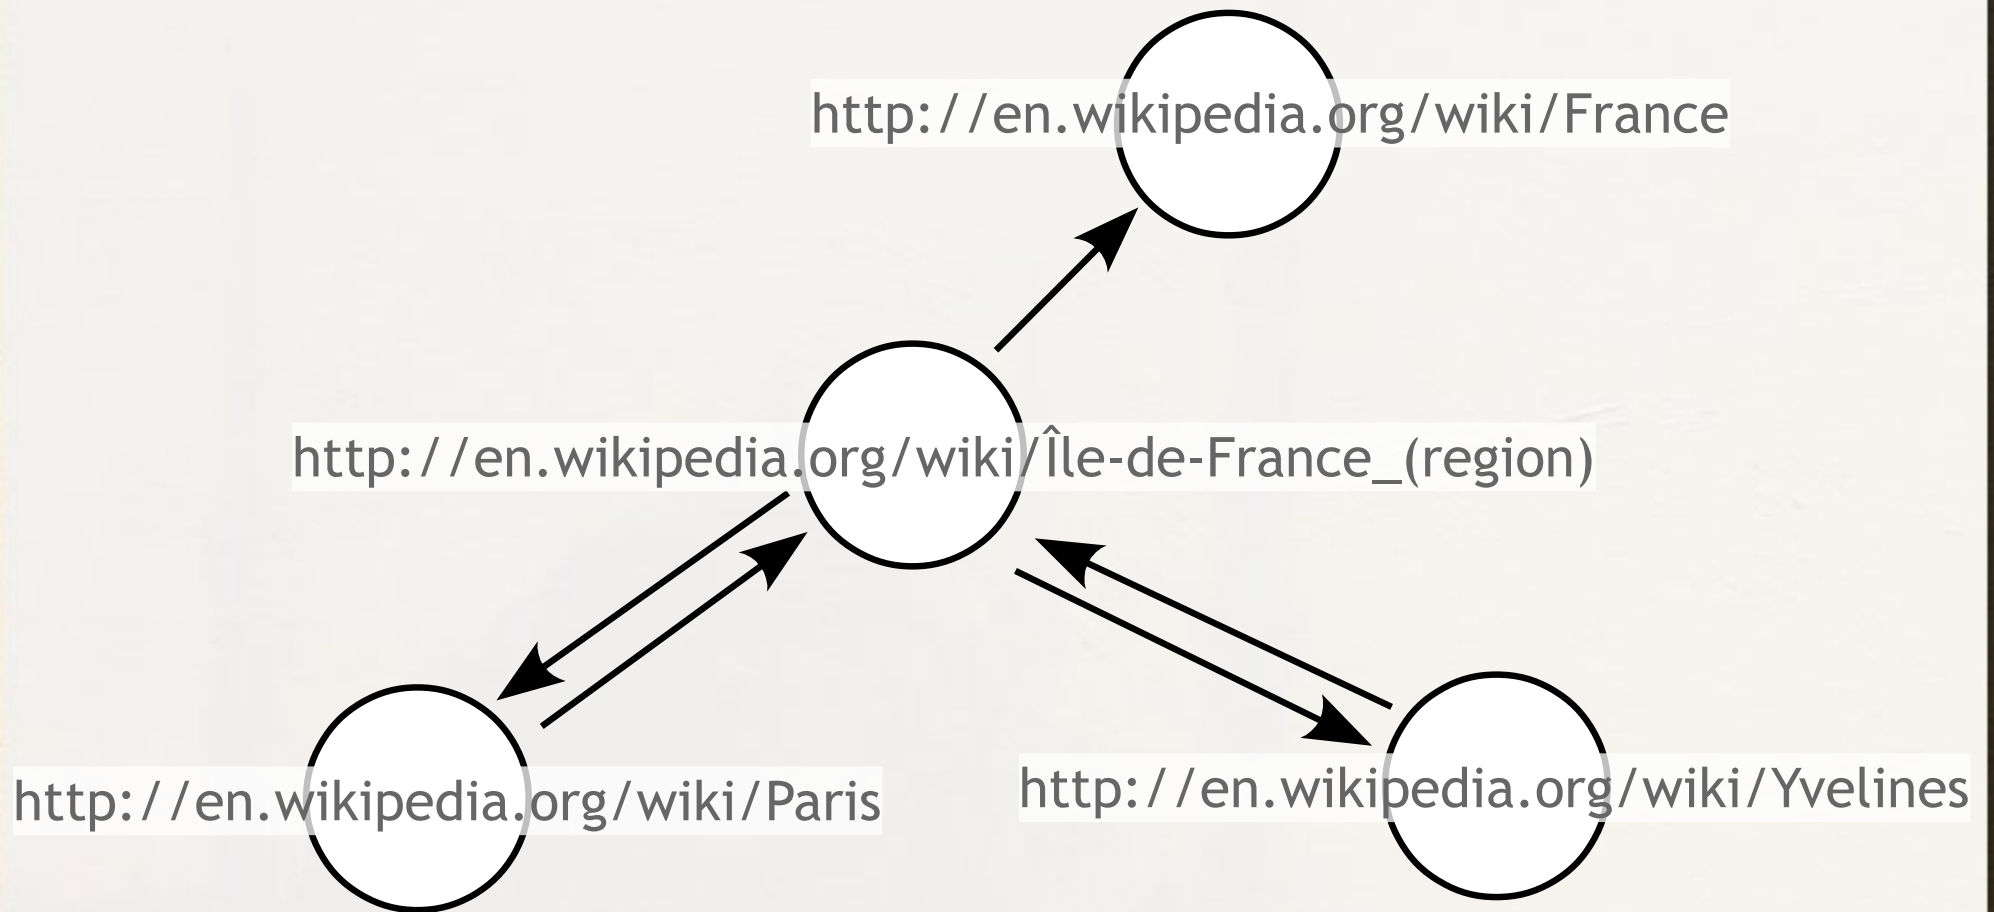 http://en.wikipedia.org/wiki/France
http://en.wikipedia.org/wiki/Île-de-France_(region)
http://en.wikipedia.org/wiki/Paris
http://en.wikipedia.org/wiki/Yvelines